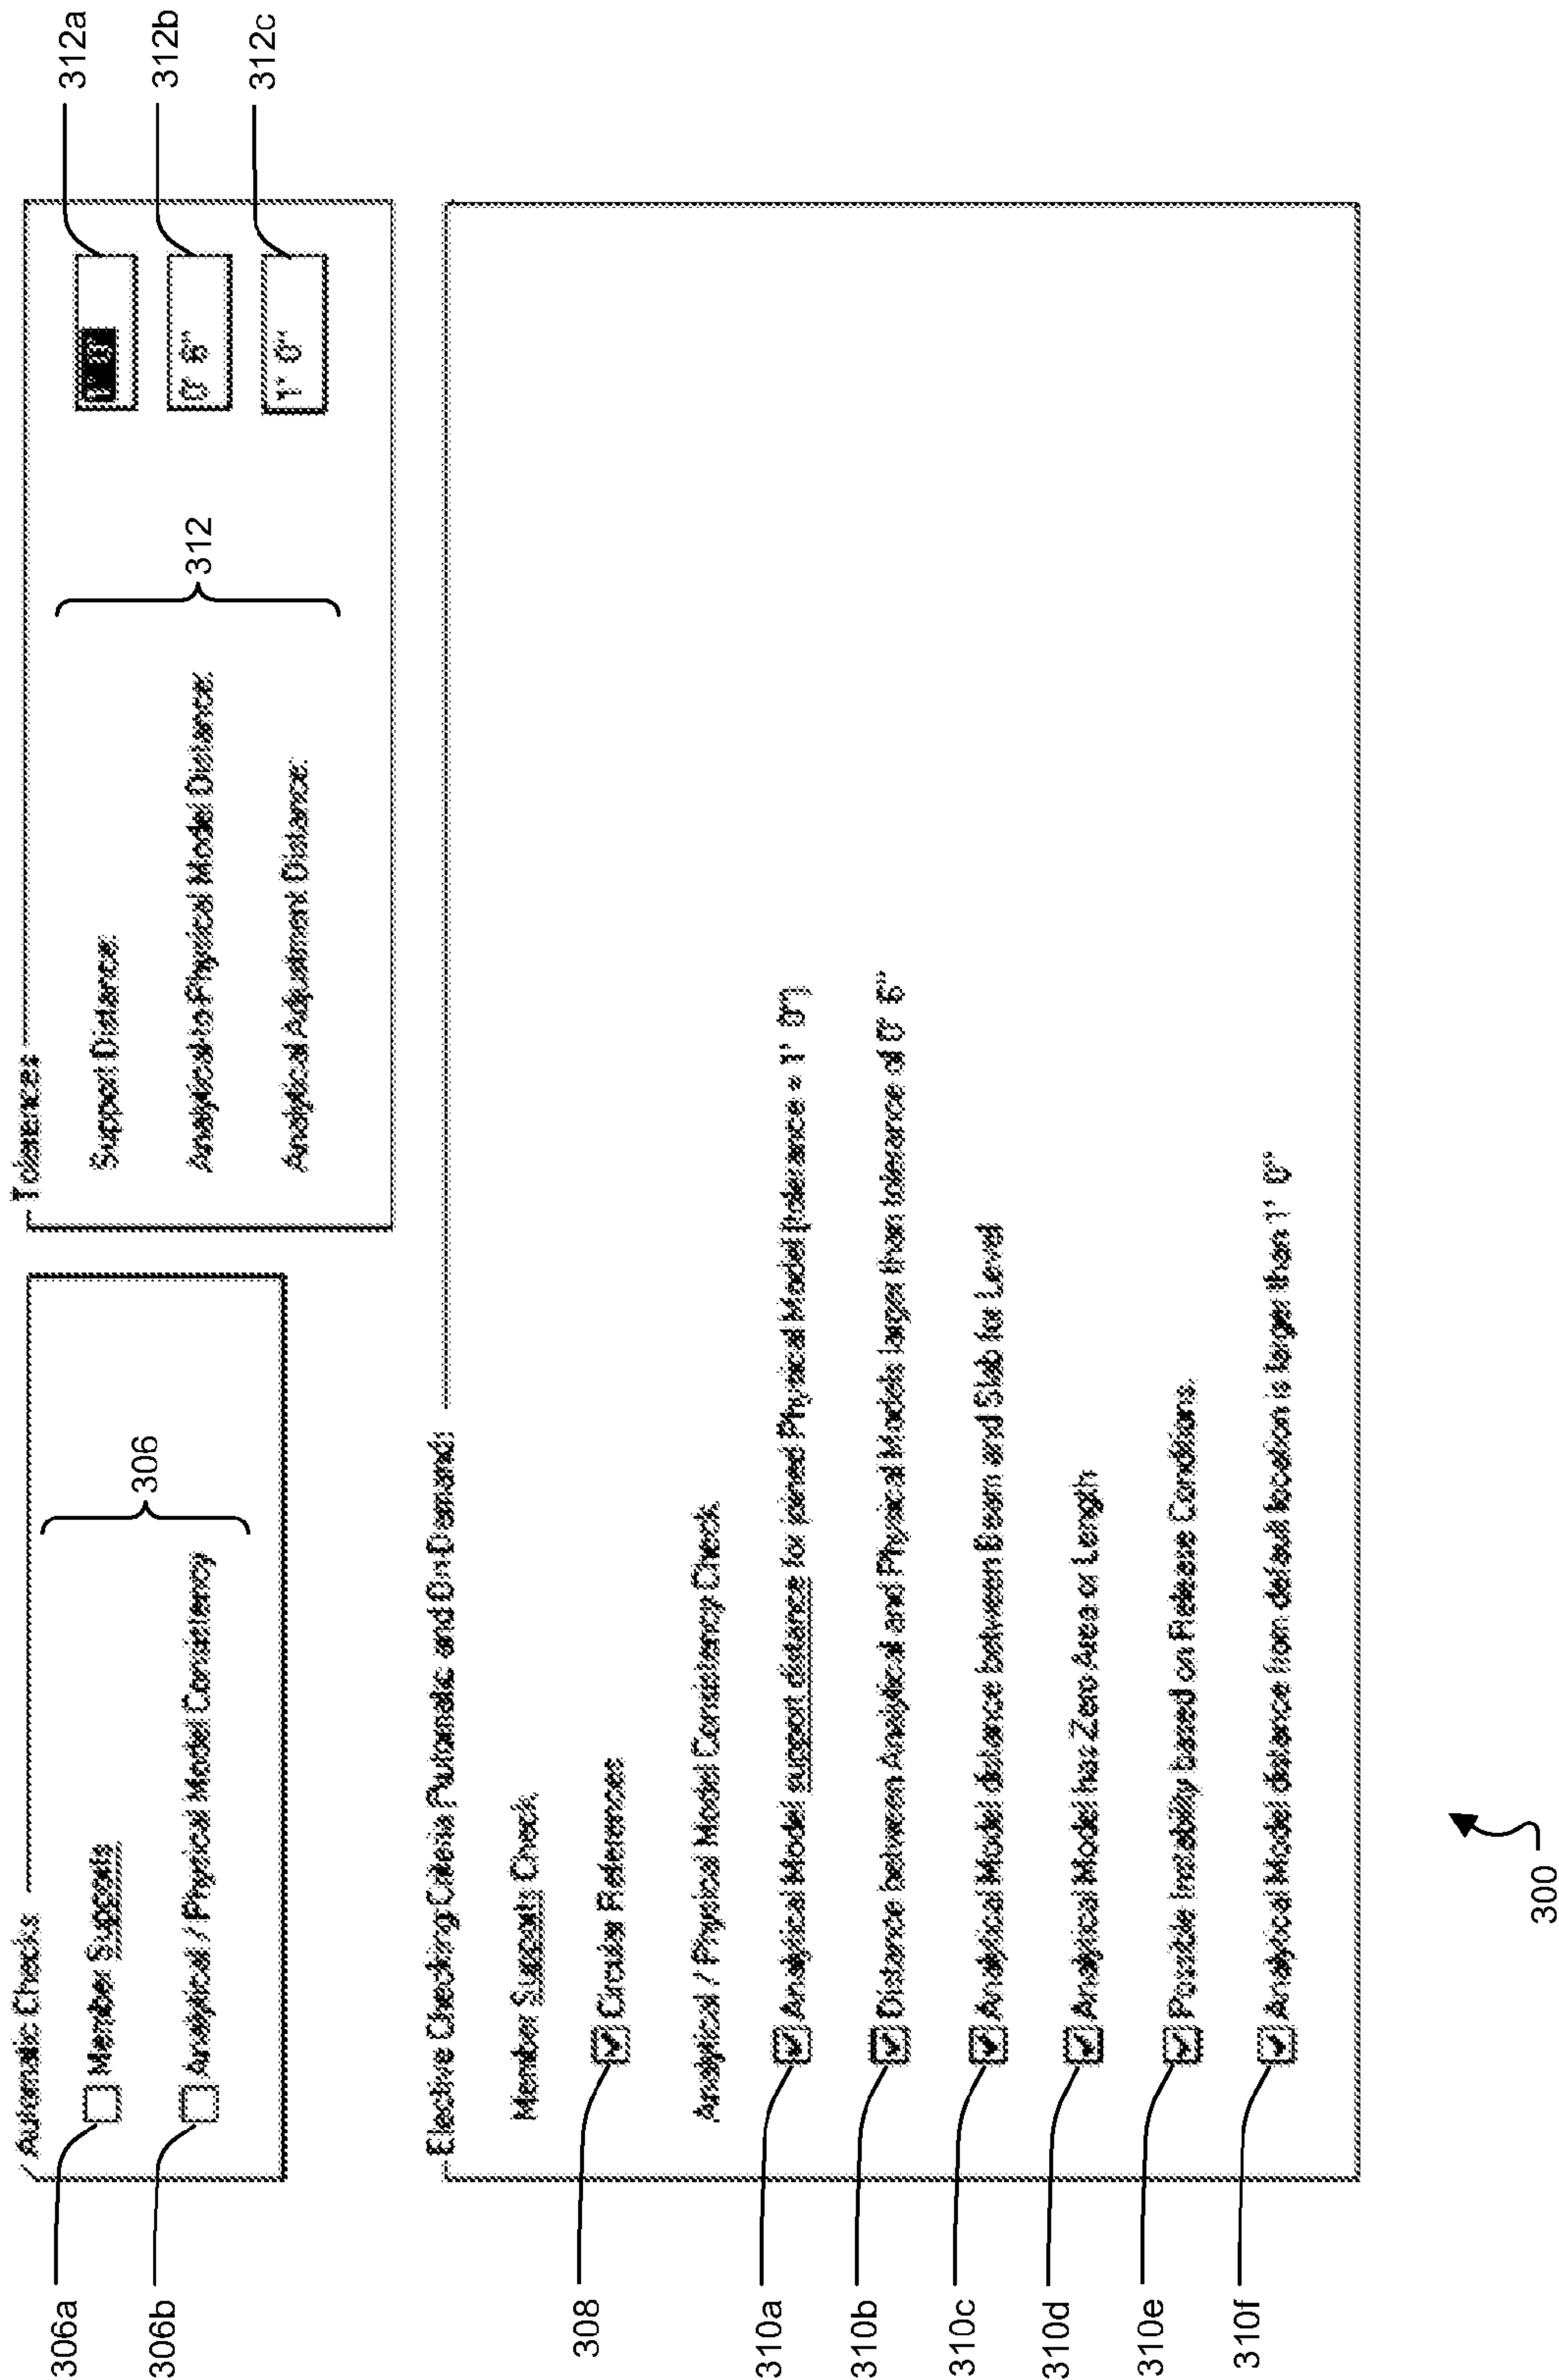 Automatic Checks
Member Supports
Analytical / Physical Model Consistency
306
306a
306b
Tolerances
Support Distance:
Analytical-to-Physical Model Distance:
Analytical Adjustment Distance:
312
1' 0"
0' 6"
1' 0"
312a
312b
312c
Elective Checking Criteria (Automatic and On-Demand)
Member Supports Check
308
Circular References
Analytical / Physical Model Consistency Check
310a
Analytical Model support distance for joined Physical Model (tolerance = 1' 0")
310b
Distance between Analytical and Physical Models larger than tolerance of 0' 6"
310c
Analytical Model distance between Beam and Slab for Level
310d
Analytical Model has Zero Area or Length
310e
Possible Instability based on Release Conditions.
310f
Analytical Model distance from default location is larger than 1' 0"
300